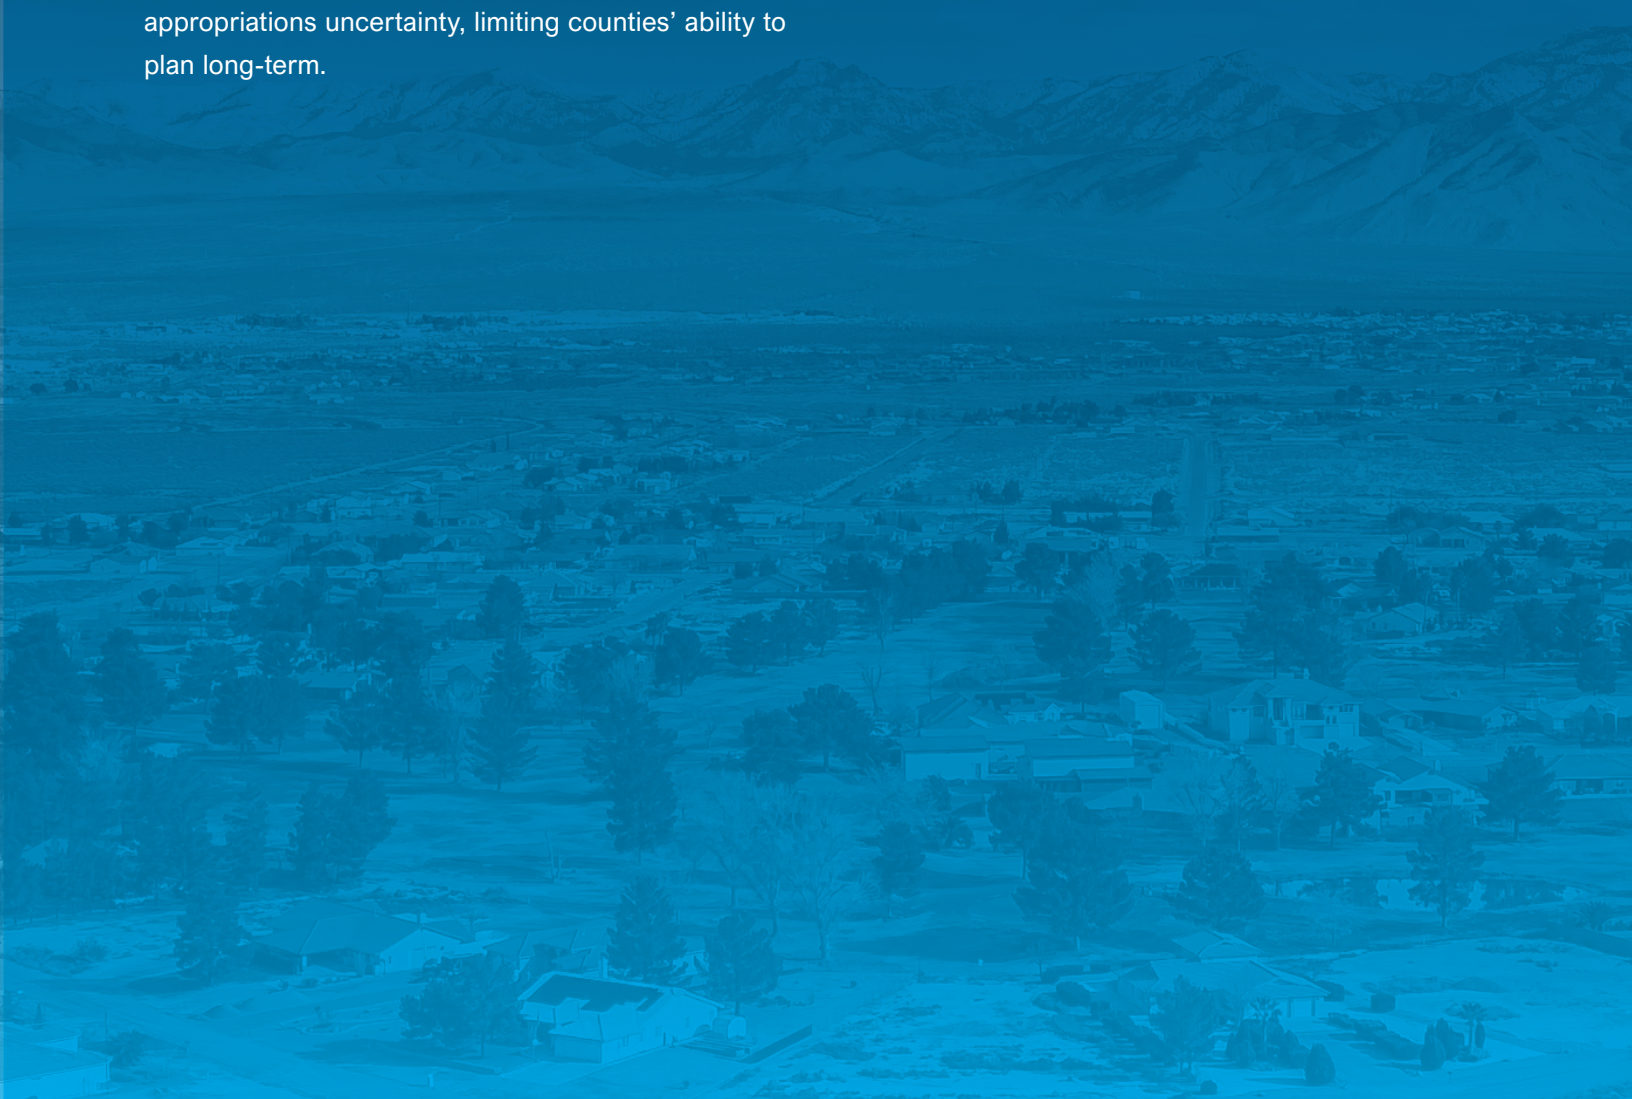 appropriations uncertainty, limiting counties’ ability to
plan long-term.